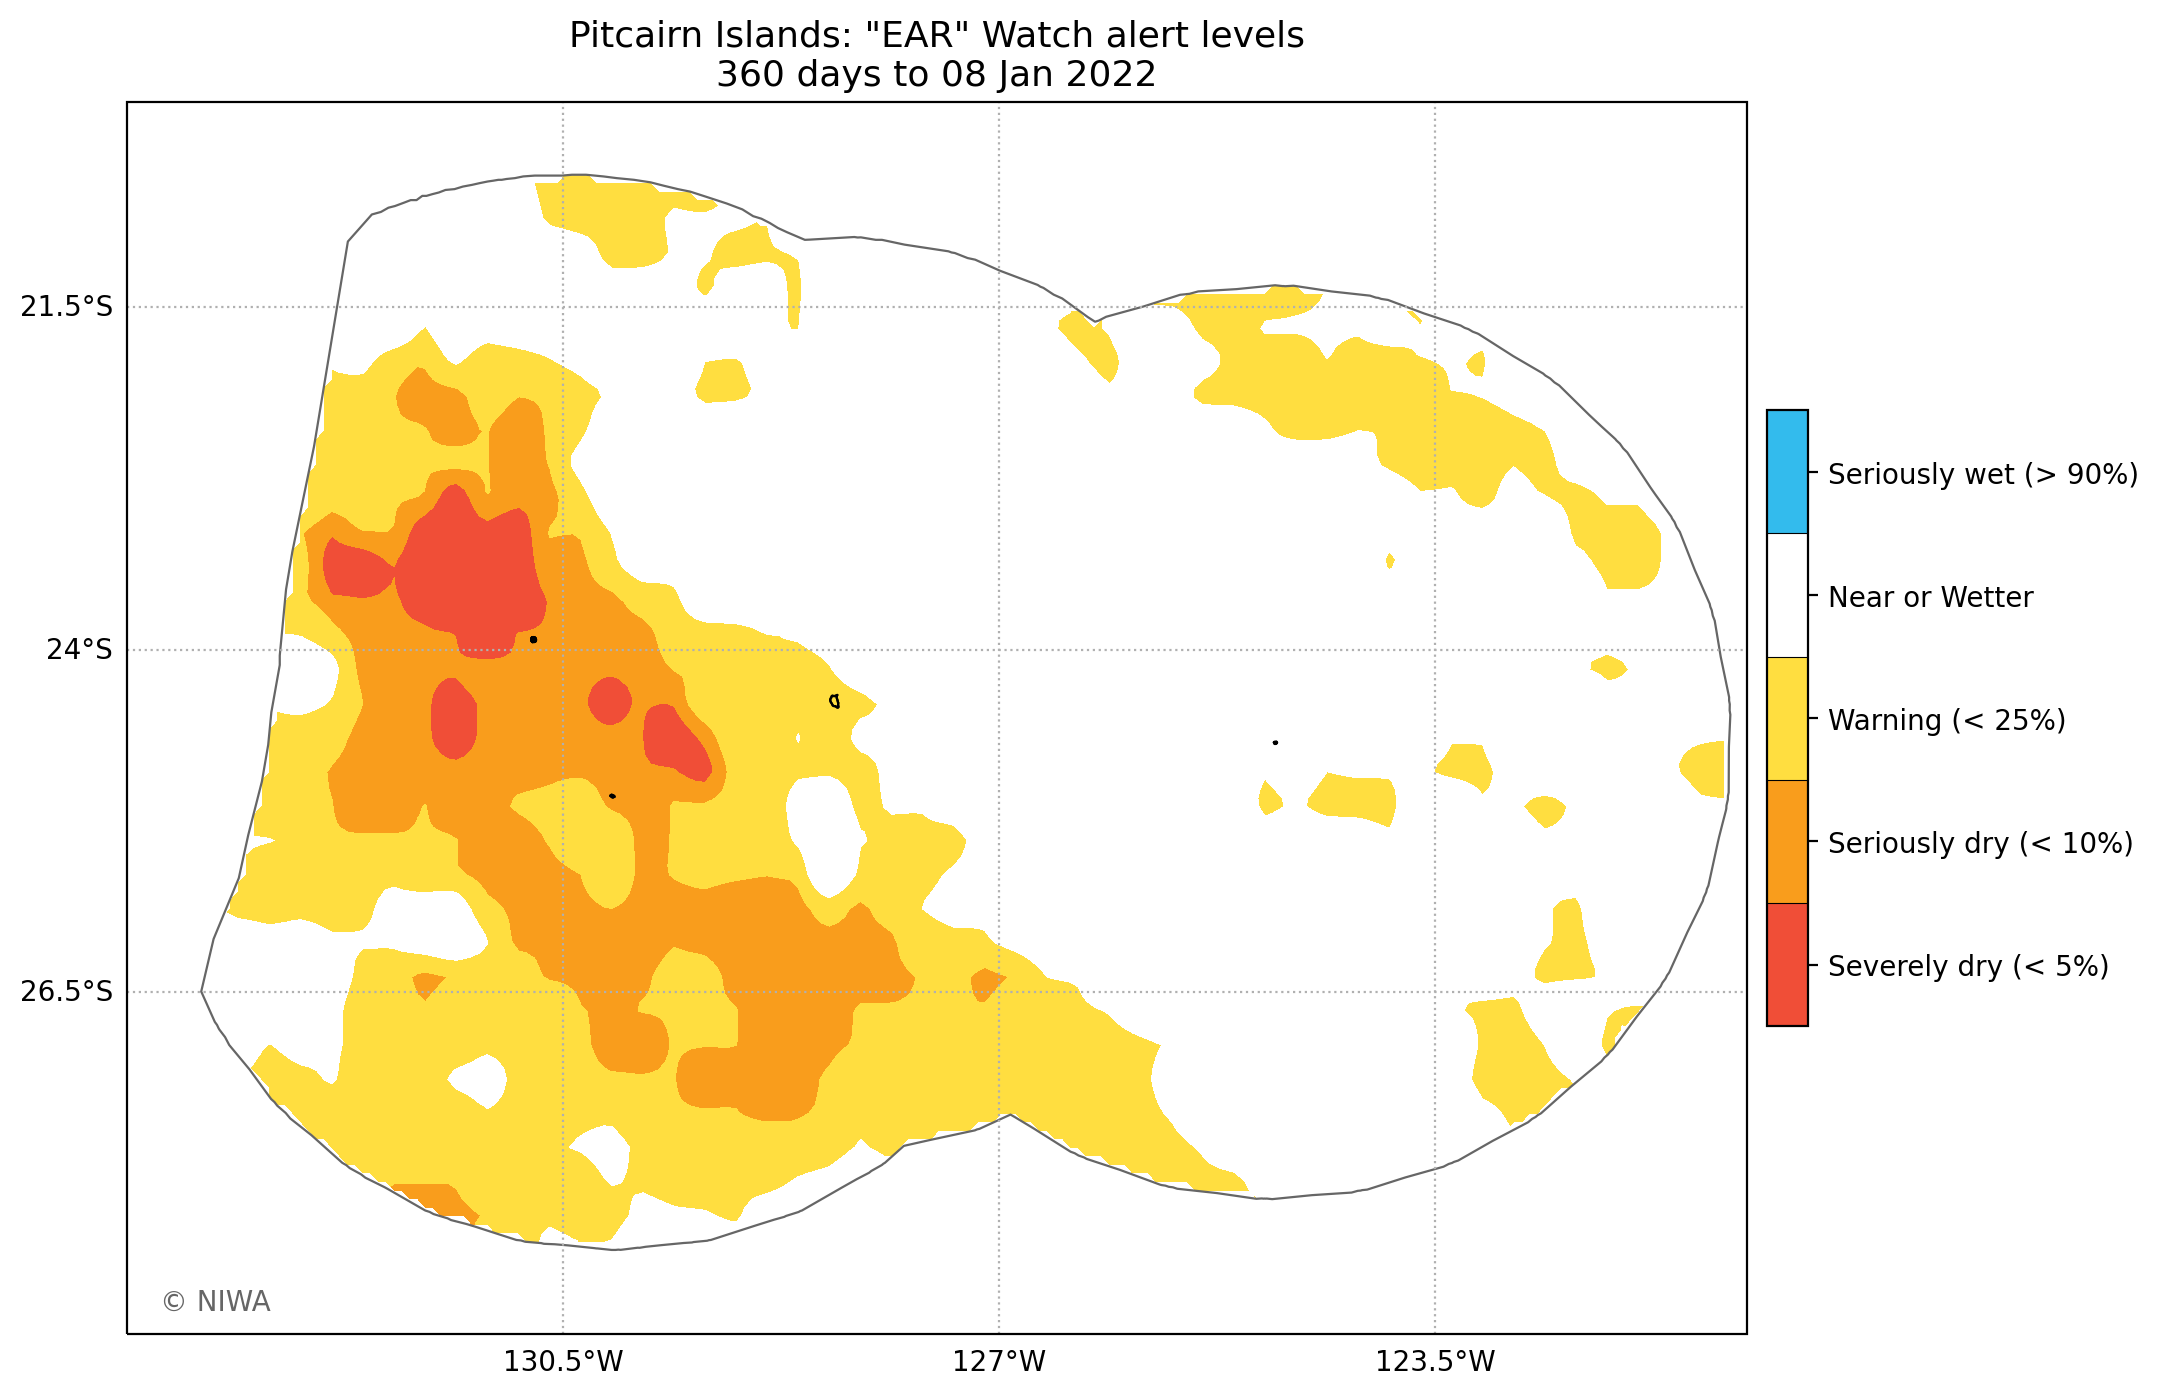 Pitcairn Islands: "EAR" Watch alert levels
360 days to 08 Jan 2022
21.5°S
24°S
26.5°S
130.5°W
127°W
123.5°W
Seriously wet (> 90%)
Near or Wetter
Warning (< 25%)
Seriously dry (< 10%)
Severely dry (< 5%)
© NIWA